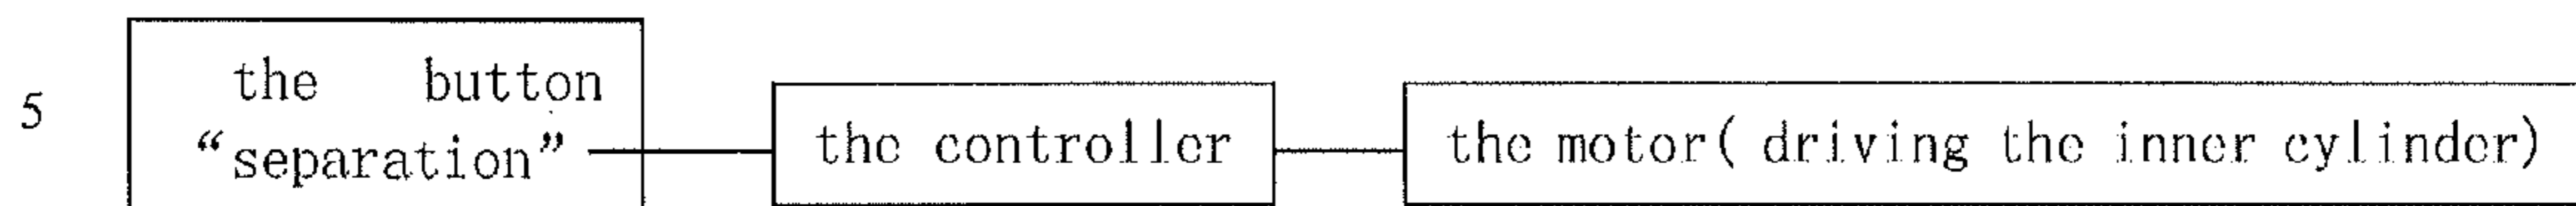 5
the button
“separation”
the controller
the motor( driving the inner cylinder)